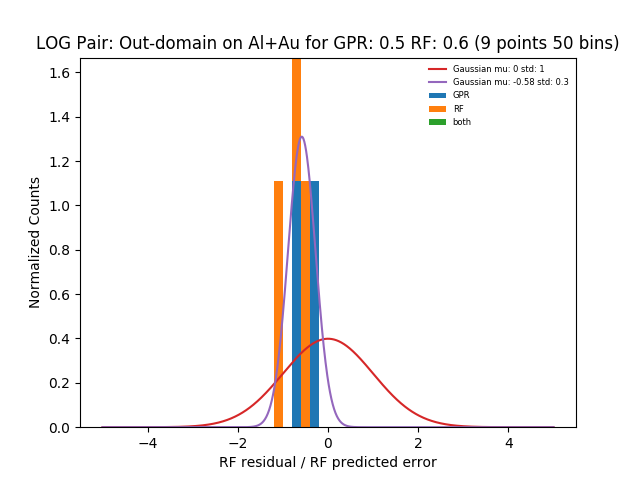 LOG Pair: Out-domain on Al+Au for GPR: 0.5 RF: 0.6 (9 points 50 bins)
Gaussian mu: 0 std: 1
Gaussian mu: -0.58 std: 0.3
GPR
RF
both
Normalized Counts
1.6
1.4
1.2
1.0
0.8
0.6
0.4
0.2
0.0
−4
−2
0
2
4
RF residual / RF predicted error